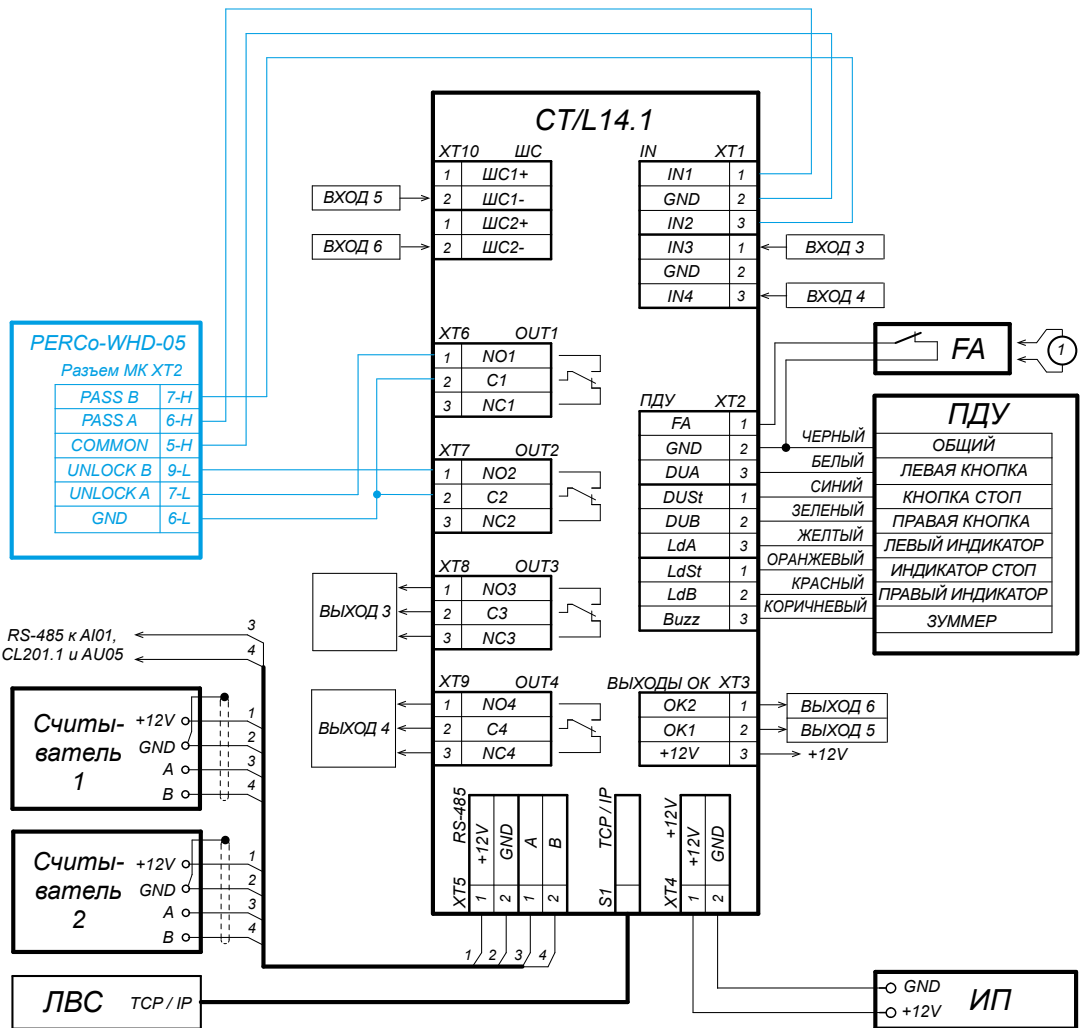 CT/L14.1
XT10 ШС
1 ШС1+
2 ШС1-
1 ШС2+
2 ШС2-
ВХОД 5
ВХОД 6
IN XT1
IN1 1
GND 2
IN2 3
IN3 1
GND 2
IN4 3
ВХОД 3
ВХОД 4
PERCo-WHD-05
Разъем МК XT2
PASS B 7-H
PASS A 6-H
COMMON 5-H
UNLOCK B 9-L
UNLOCK A 7-L
GND 6-L
XT6 OUT1
1 NO1
2 C1
3 NC1
XT7 OUT2
1 NO2
2 C2
3 NC2
XT8 OUT3
1 NO3
2 C3
3 NC3
ВЫХОД 3
XT9 OUT4
1 NO4
2 C4
3 NC4
ВЫХОД 4
FA
1
ПДУ XT2
FA 1
GND 2
DUA 3
DUSt 1
DUB 2
LdA 3
LdSt 1
LdB 2
Buzz 3
ЧЕРНЫЙ
БЕЛЫЙ
СИНИЙ
ЗЕЛЕНЫЙ
ЖЕЛТЫЙ
ОРАНЖЕВЫЙ
КРАСНЫЙ
КОРИЧНЕВЫЙ
ПДУ
ОБЩИЙ
ЛЕВАЯ КНОПКА
КНОПКА СТОП
ПРАВАЯ КНОПКА
ЛЕВЫЙ ИНДИКАТОР
ИНДИКАТОР СТОП
ПРАВЫЙ ИНДИКАТОР
ЗУММЕР
ВЫХОДЫ ОК XT3
OK2 1
OK1 2
+12V 3
ВЫХОД 6
ВЫХОД 5
+12V
RS-485 к AI01,
CL201.1 и AU05
3
4
Считы-
ватель
1
+12V 1
GND 2
A 3
B 4
Считы-
ватель
2
+12V 1
GND 2
A 3
B 4
XT5 RS-485
1 +12V
2 GND
1 A
2 B
1 2 3 4
S1 TCP / IP
XT4 +12V
1 +12V
2 GND
ЛВС TCP / IP
GND
+12V
ИП